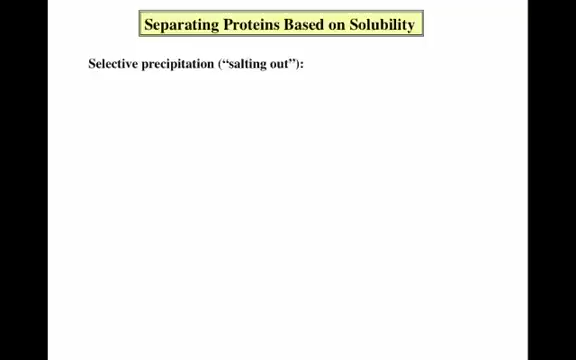 Separating Proteins Based on Solubility
Selective precipitation (“salting out”):